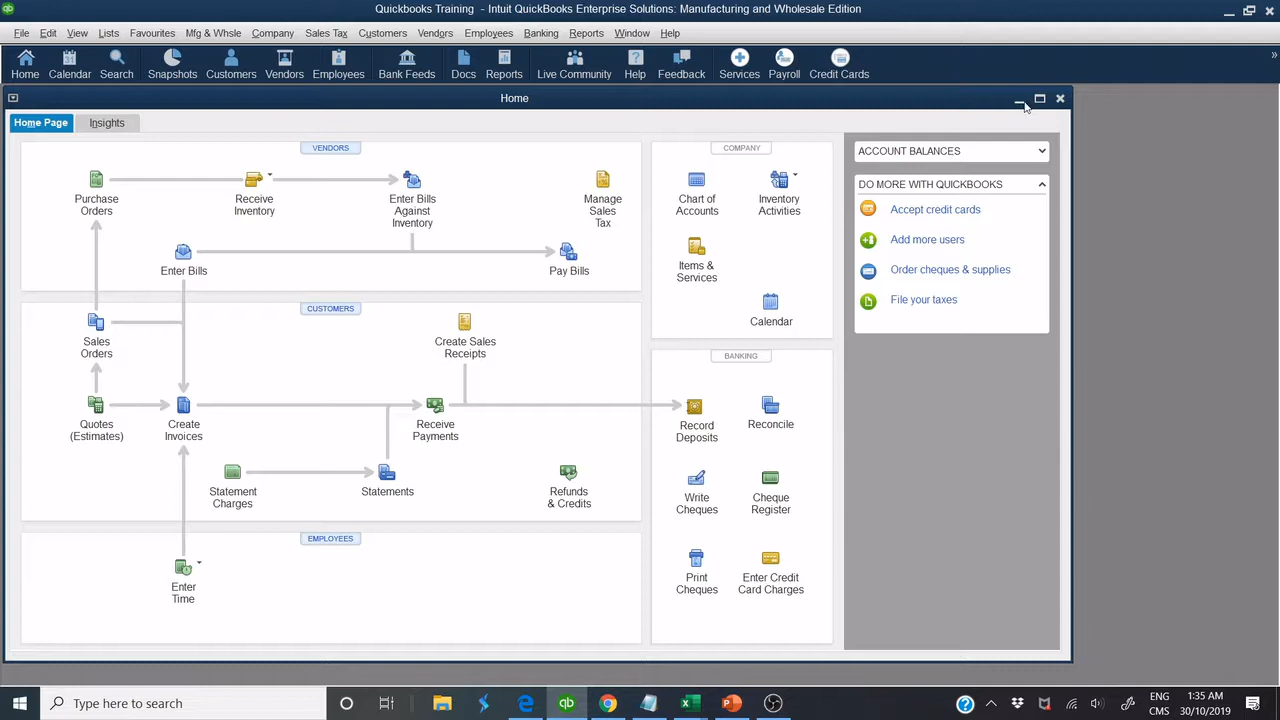 Quickbooks Training - Intuit QuickBooks Enterprise Solutions: Manufacturing and Wholesale Edition
File Edit View Lists Favourites Mfg & Whsle Company Sales Tax Customers Vendors Employees Banking Reports Window Help
Home Calendar Search Snapshots Customers Vendors Employees Bank Feeds Docs Reports Live Community Help Feedback Services Payroll Credit Cards
Home
Home Page Insights
VENDORS
Purchase
Orders
Receive
Inventory
Enter Bills
Against
Inventory
Manage
Sales
Tax
Enter Bills
Pay Bills
CUSTOMERS
Sales
Orders
Create Sales
Receipts
Quotes
(Estimates)
Create
Invoices
Receive
Payments
Statement
Charges
Statements
Refunds
& Credits
EMPLOYEES
Enter
Time
COMPANY
Chart of
Accounts
Inventory
Activities
Items &
Services
Calendar
BANKING
Record
Deposits
Reconcile
Write
Cheques
Cheque
Register
Print
Cheques
Enter Credit
Card Charges
ACCOUNT BALANCES
DO MORE WITH QUICKBOOKS
Accept credit cards
Add more users
Order cheques & supplies
File your taxes
Type here to search
ENG
CMS
1:35 AM
30/10/2019